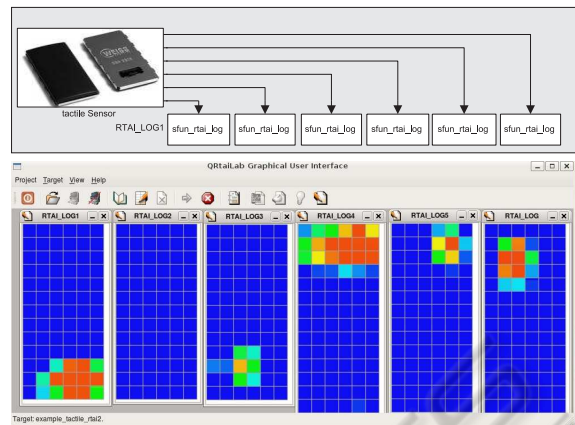 WEISS
tactile Sensor
RTAI_LOG1
sfun_rtai_log
sfun_rtai_log
sfun_rtai_log
sfun_rtai_log
sfun_rtai_log
sfun_rtai_log
QRtaiLab Graphical User Interface
Project Target View Help
RTAI_LOG1
RTAI_LOG2
RTAI_LOG3
RTAI_LOG4
RTAI_LOG5
RTAI_LOG
Target: example_tactile_rtai2.